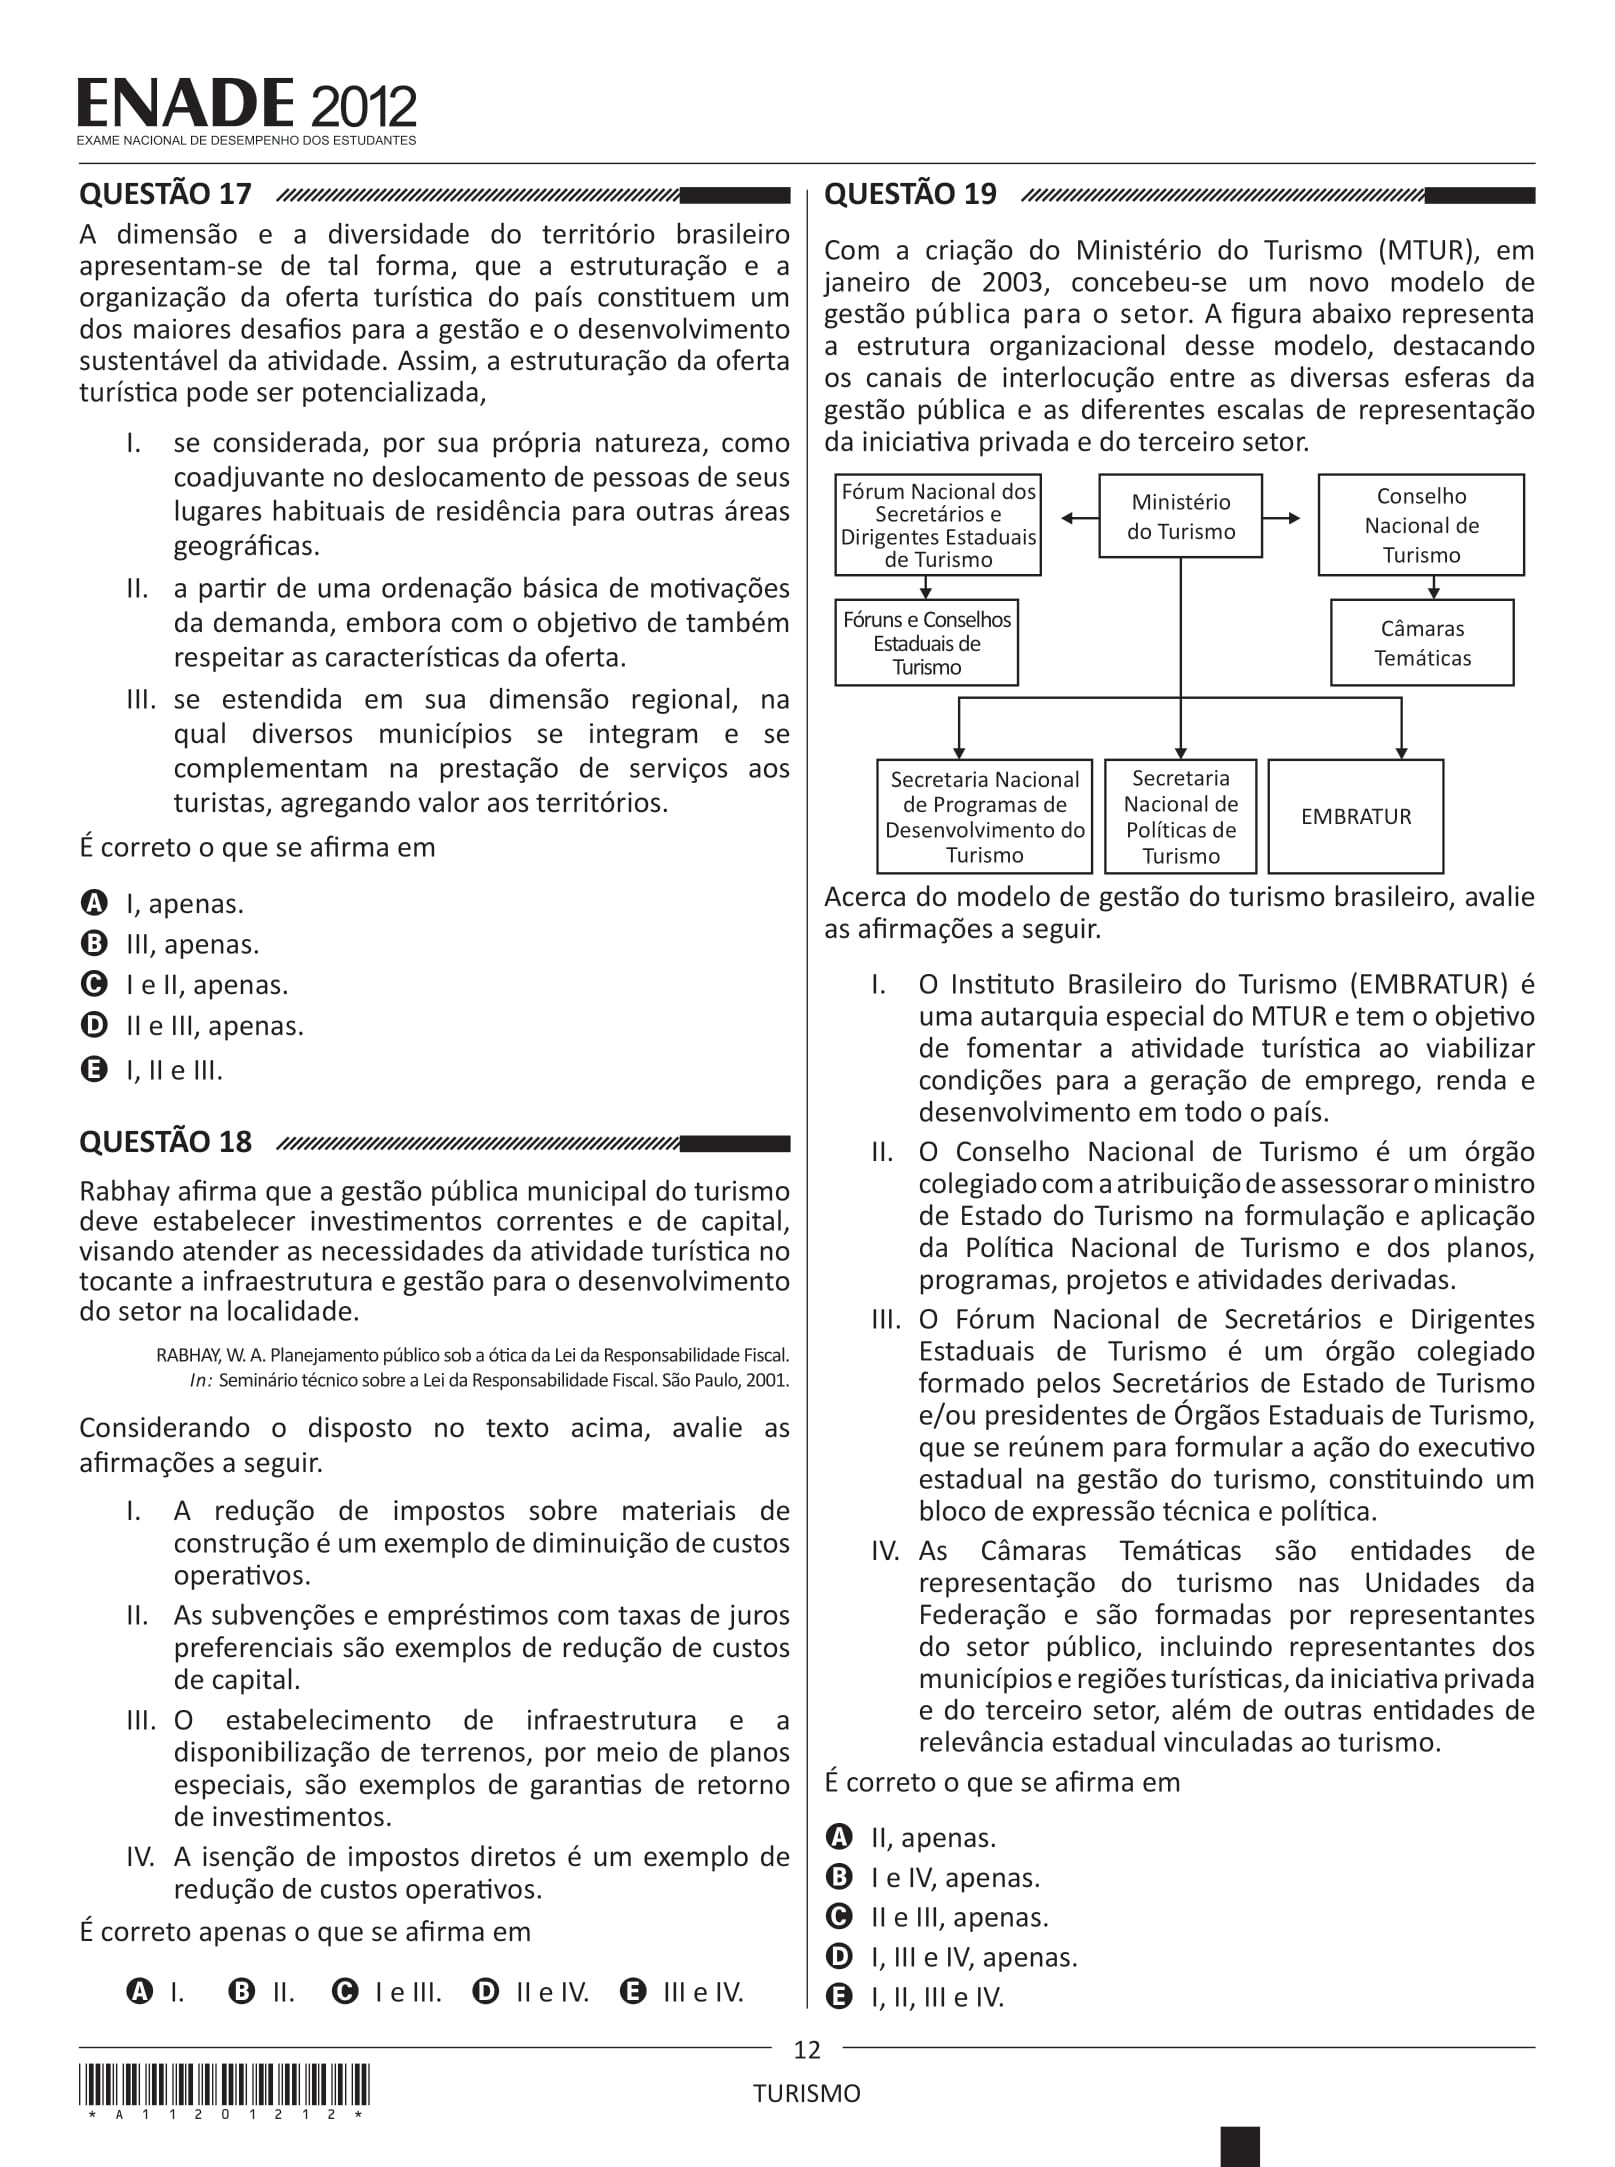 ENADE 2012
EXAME NACIONAL DE DESEMPENHO DOS ESTUDANTES
QUESTÃO 17
A dimensão e a diversidade do território brasileiro
apresentam-se de tal forma, que a estruturação e a
organização da oferta turística do país constituem um
dos maiores desafios para a gestão e o desenvolvimento
sustentável da atividade. Assim, a estruturação da oferta
turística pode ser potencializada,
I. se considerada, por sua própria natureza, como
coadjuvante no deslocamento de pessoas de seus
lugares habituais de residência para outras áreas
geográficas.
II. a partir de uma ordenação básica de motivações
da demanda, embora com o objetivo de também
respeitar as características da oferta.
III. se estendida em sua dimensão regional, na
qual diversos municípios se integram e se
complementam na prestação de serviços aos
turistas, agregando valor aos territórios.
É correto o que se afirma em
A I, apenas.
B III, apenas.
C I e II, apenas.
D II e III, apenas.
E I, II e III.
QUESTÃO 18
Rabhay afirma que a gestão pública municipal do turismo
deve estabelecer investimentos correntes e de capital,
visando atender as necessidades da atividade turística no
tocante a infraestrutura e gestão para o desenvolvimento
do setor na localidade.
RABHAY, W. A. Planejamento público sob a ótica da Lei da Responsabilidade Fiscal.
In: Seminário técnico sobre a Lei da Responsabilidade Fiscal. São Paulo, 2001.
Considerando o disposto no texto acima, avalie as
afirmações a seguir.
I. A redução de impostos sobre materiais de
construção é um exemplo de diminuição de custos
operativos.
II. As subvenções e empréstimos com taxas de juros
preferenciais são exemplos de redução de custos
de capital.
III. O estabelecimento de infraestrutura e a
disponibilização de terrenos, por meio de planos
especiais, são exemplos de garantias de retorno
de investimentos.
IV. A isenção de impostos diretos é um exemplo de
redução de custos operativos.
É correto apenas o que se afirma em
A I. B II. C I e III. D II e IV. E III e IV.
QUESTÃO 19
Com a criação do Ministério do Turismo (MTUR), em
janeiro de 2003, concebeu-se um novo modelo de
gestão pública para o setor. A figura abaixo representa
a estrutura organizacional desse modelo, destacando
os canais de interlocução entre as diversas esferas da
gestão pública e as diferentes escalas de representação
da iniciativa privada e do terceiro setor.
Fórum Nacional dos
Secretários e
Dirigentes Estaduais
de Turismo
Ministério
do Turismo
Conselho
Nacional de
Turismo
Fóruns e Conselhos
Estaduais de
Turismo
Câmaras
Temáticas
Secretaria Nacional
de Programas de
Desenvolvimento do
Turismo
Secretaria
Nacional de
Políticas de
Turismo
EMBRATUR
Acerca do modelo de gestão do turismo brasileiro, avalie
as afirmações a seguir.
I. O Instituto Brasileiro do Turismo (EMBRATUR) é
uma autarquia especial do MTUR e tem o objetivo
de fomentar a atividade turística ao viabilizar
condições para a geração de emprego, renda e
desenvolvimento em todo o país.
II. O Conselho Nacional de Turismo é um órgão
colegiado com a atribuição de assessorar o ministro
de Estado do Turismo na formulação e aplicação
da Política Nacional de Turismo e dos planos,
programas, projetos e atividades derivadas.
III. O Fórum Nacional de Secretários e Dirigentes
Estaduais de Turismo é um órgão colegiado
formado pelos Secretários de Estado de Turismo
e/ou presidentes de Órgãos Estaduais de Turismo,
que se reúnem para formular a ação do executivo
estadual na gestão do turismo, constituindo um
bloco de expressão técnica e política.
IV. As Câmaras Temáticas são entidades de
representação do turismo nas Unidades da
Federação e são formadas por representantes
do setor público, incluindo representantes dos
municípios e regiões turísticas, da iniciativa privada
e do terceiro setor, além de outras entidades de
relevância estadual vinculadas ao turismo.
É correto o que se afirma em
A II, apenas.
B I e IV, apenas.
C II e III, apenas.
D I, III e IV, apenas.
E I, II, III e IV.
12
TURISMO
* A 1 1 2 0 1 2 1 2 *